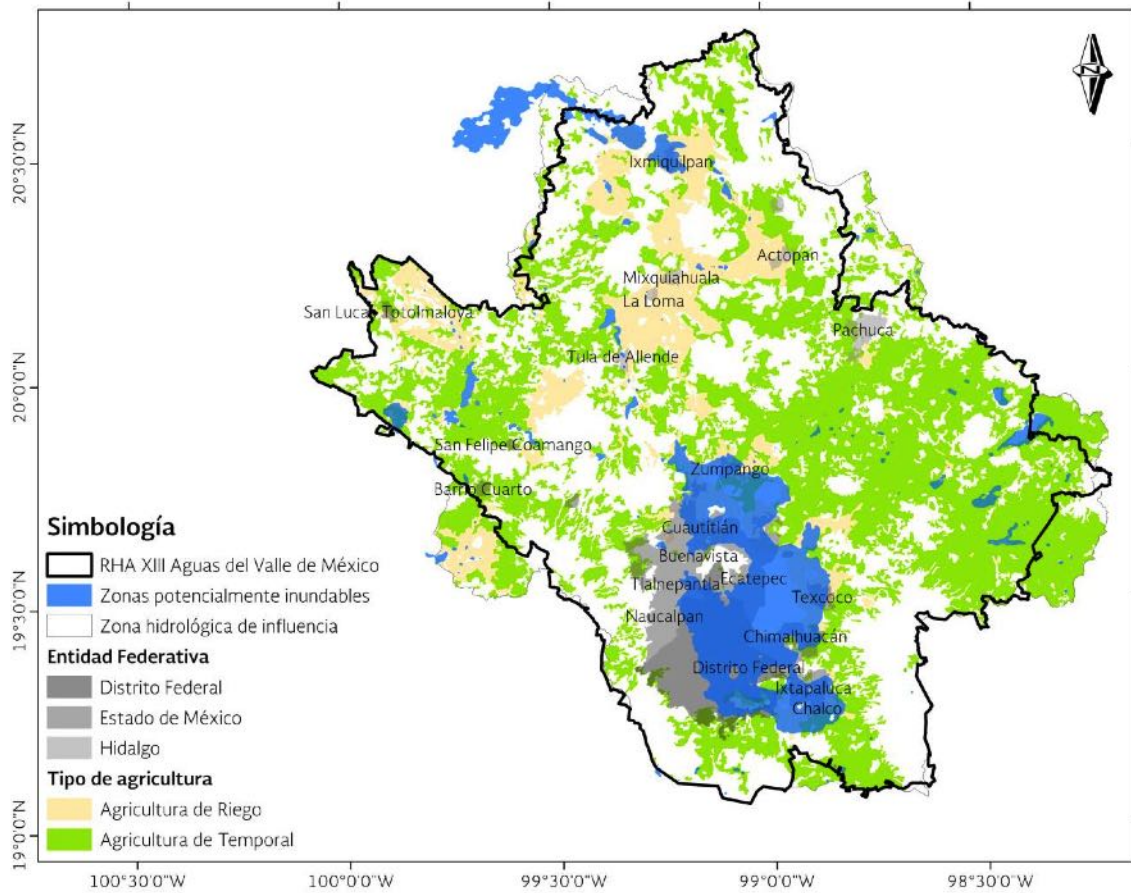 N
20°30'0"N
20°0'0"N
19°30'0"N
19°0'0"N
Ixmiquilpan
Actopan
Mixquiahuala
La Loma
San Lucas Totolmaloya
Pachuca
Tula de Allende
San Felipe Coamango
Zumpango
Barrio Cuarto
Cuautitlán
Buenavista
Tlalnepantla
Ecatepec
Texcoco
Naucalpan
Chimalhuacán
Distrito Federal
Ixtapaluca
Chalco
Simbología
RHA XIII Aguas del Valle de México
Zonas potencialmente inundables
Zona hidrológica de influencia
Entidad Federativa
Distrito Federal
Estado de México
Hidalgo
Tipo de agricultura
Agricultura de Riego
Agricultura de Temporal
100°30'0"W
100°0'0"W
99°30'0"W
99°0'0"W
98°30'0"W